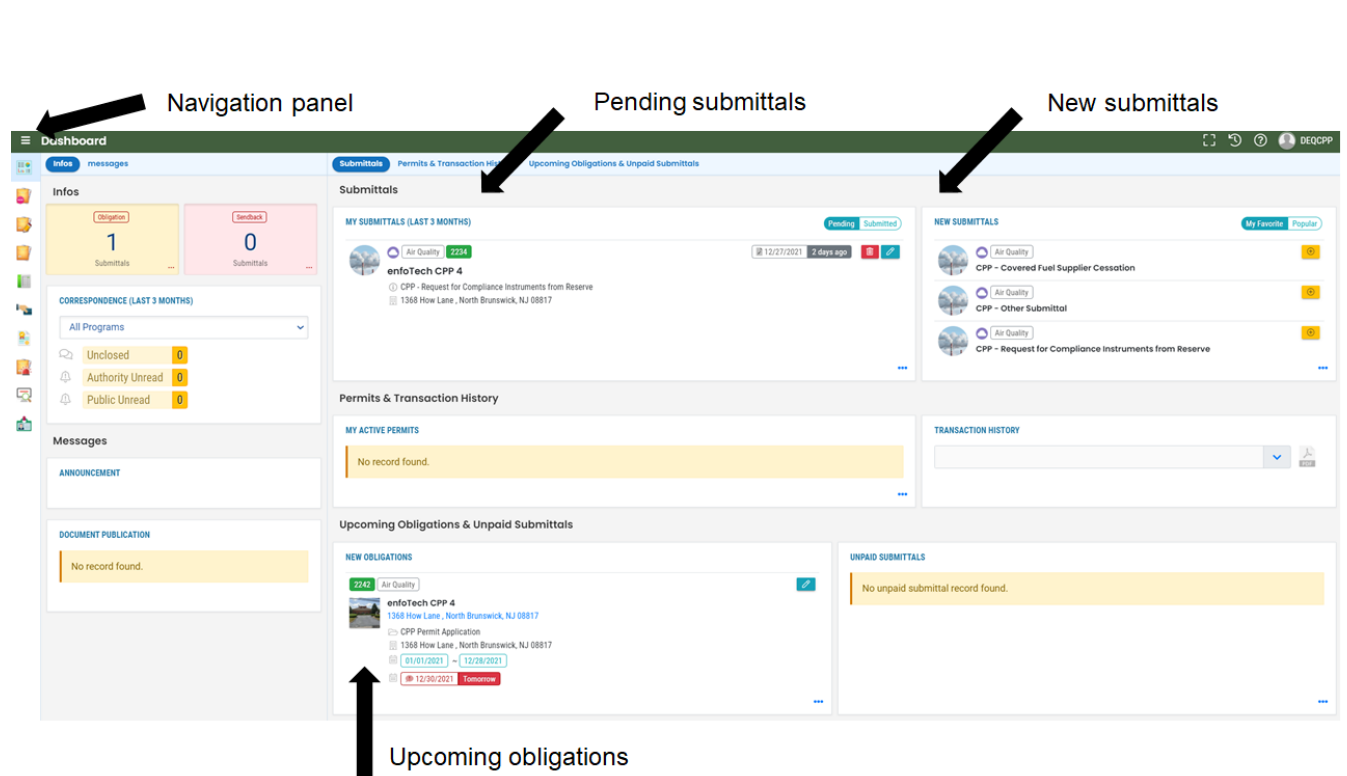 Navigation panel
Pending submittals
New submittals
Dashboard
DEQCPP
Infos messages
Submittals Permits & Transaction Upcoming Obligations & Unpaid Submittals
Infos
Obligation
1
Submittals
...
Sendback
0
Submittals
...
CORRESPONDENCE (LAST 3 MONTHS)
All Programs
Unclosed 0
Authority Unread 0
Public Unread 0
Messages
ANNOUNCEMENT
DOCUMENT PUBLICATION
No record found.
Submittals
MY SUBMITTALS (LAST 3 MONTHS)
Pending Submitted
Air Quality 2234
12/27/2021 2 days ago
enfoTech CPP 4
CPP - Request for Compliance Instruments from Reserve
1368 How Lane , North Brunswick, NJ 08817
NEW SUBMITTALS
My Favorite Popular
Air Quality
CPP - Covered Fuel Supplier Cessation
Air Quality
CPP - Other Submittal
Air Quality
CPP - Request for Compliance Instruments from Reserve
Permits & Transaction History
MY ACTIVE PERMITS
No record found.
TRANSACTION HISTORY
PDF
Upcoming Obligations & Unpaid Submittals
NEW OBLIGATIONS
2242 Air Quality
enfoTech CPP 4
1368 How Lane , North Brunswick, NJ 08817
CPP Permit Application
1368 How Lane , North Brunswick, NJ 08817
01/01/2021 ~ 12/28/2021
12/30/2021 Tomorrow
UNPAID SUBMITTALS
No unpaid submittal record found.
Upcoming obligations